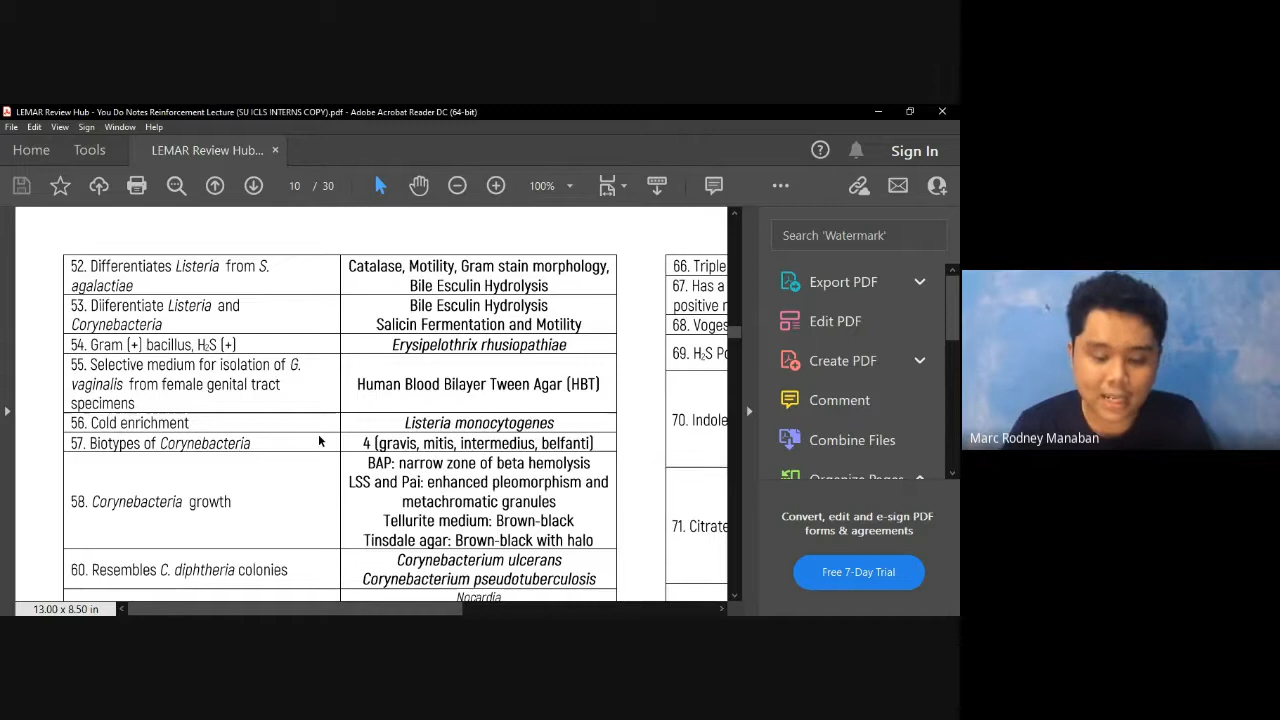 LEMAR Review Hub - You Do Notes Reinforcement Lecture (SU ICLS INTERNS COPY).pdf - Adobe Acrobat Reader DC (64-bit)
File Edit View Sign Window Help
Home Tools LEMAR Review Hub... × Sign In
10 / 30 100%
52. Differentiates Listeria from S. agalactiae
Catalase, Motility, Gram stain morphology,
Bile Esculin Hydrolysis
53. Diifferentiate Listeria and
Corynebacteria
Bile Esculin Hydrolysis
Salicin Fermentation and Motility
54. Gram (+) bacillus, H₂S (+)
Erysipelothrix rhusiopathiae
55. Selective medium for isolation of G.
vaginalis from female genital tract
specimens
Human Blood Bilayer Tween Agar (HBT)
56. Cold enrichment
Listeria monocytogenes
57. Biotypes of Corynebacteria
4 (gravis, mitis, intermedius, belfanti)
58. Corynebacteria growth
BAP: narrow zone of beta hemolysis
LSS and Pai: enhanced pleomorphism and
metachromatic granules
Tellurite medium: Brown-black
Tinsdale agar: Brown-black with halo
60. Resembles C. diphtheria colonies
Corynebacterium ulcerans
Corynebacterium pseudotuberculosis
Nocardia
66. Triple
67. Has a
positive
68. Voges
69. H₂S Po
70. Indole
71. Citrate
13.00 x 8.50 in
Search 'Watermark'
Export PDF
Edit PDF
Create PDF
Comment
Combine Files
Organize Pages
Convert, edit and e-sign PDF
forms & agreements
Free 7-Day Trial
Marc Rodney Manaban